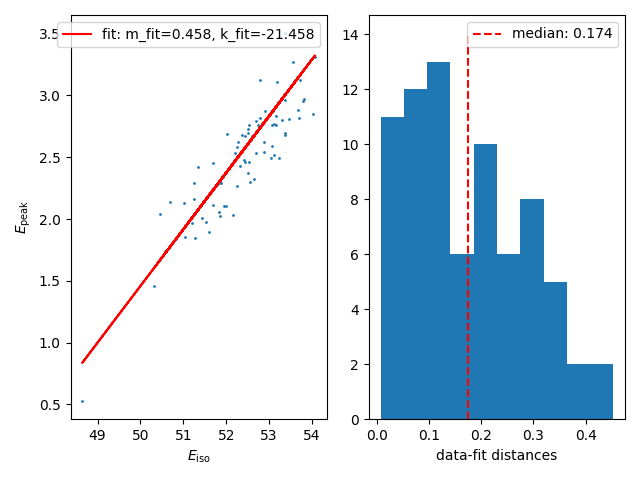 fit: m_fit=0.458, k_fit=-21.458
3.5
3.0
2.5
2.0
1.5
1.0
0.5
E_peak
49 50 51 52 53 54
E_iso
median: 0.174
14
12
10
8
6
4
2
0
0.0 0.1 0.2 0.3 0.4
data-fit distances